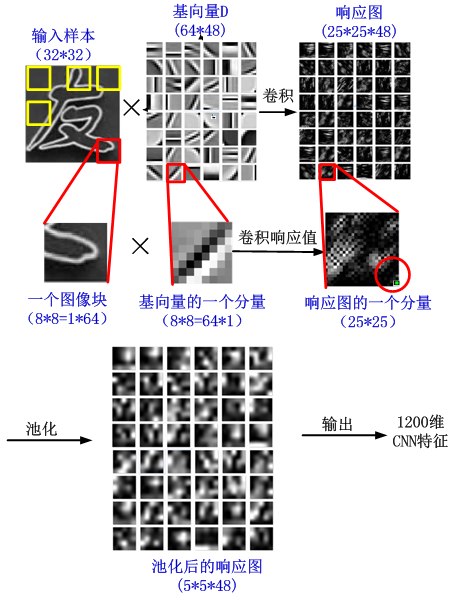 输入样本
(32*32)
基向量D
(64*48)
响应图
(25*25*48)
卷积
一个图像块
(8*8=1*64)
基向量的一个分量
(8*8=64*1)
卷积响应值
响应图的一个分量
(25*25)
池化
池化后的响应图
(5*5*48)
输出
1200维
CNN特征